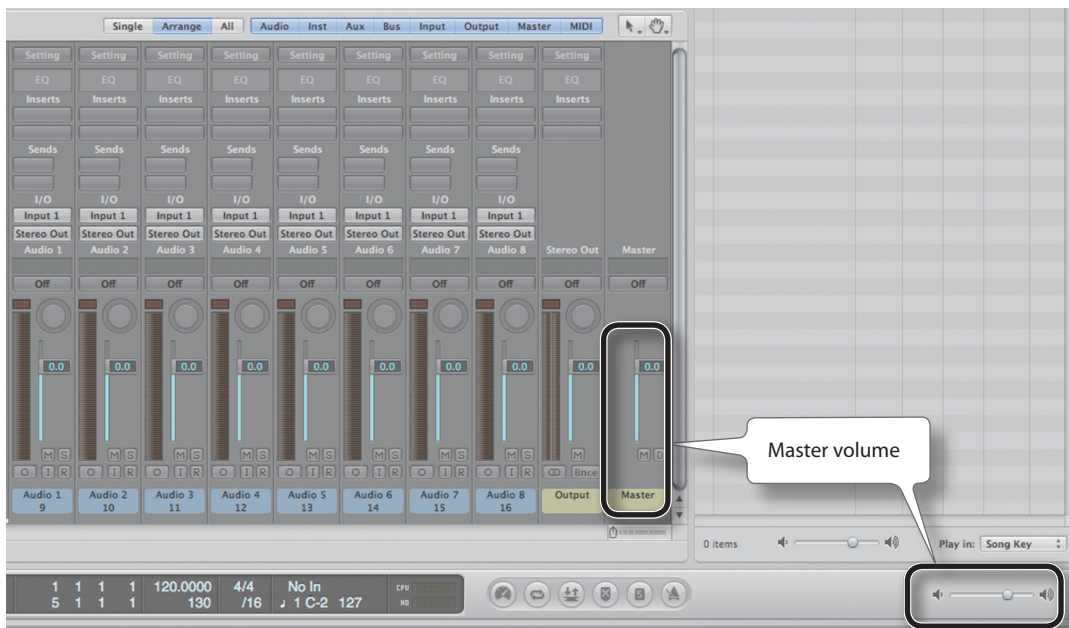 Single Arrange All Audio Inst Aux Bus Input Output Master MIDI
Setting Setting Setting Setting Setting Setting Setting Setting Setting
EQ EQ EQ EQ EQ EQ EQ EQ EQ
Inserts Inserts Inserts Inserts Inserts Inserts Inserts Inserts Inserts
Sends Sends Sends Sends Sends Sends Sends Sends
I/O I/O I/O I/O I/O I/O I/O I/O
Input 1 Input 1 Input 1 Input 1 Input 1 Input 1 Input 1 Input 1
Stereo Out Stereo Out Stereo Out Stereo Out Stereo Out Stereo Out Stereo Out Stereo Out
Audio 1 Audio 2 Audio 3 Audio 4 Audio 5 Audio 6 Audio 7 Audio 8 Stereo Out Master
Off Off Off Off Off Off Off Off Off Off
0.0 0.0 0.0 0.0 0.0 0.0 0.0 0.0 0.0 0.0
M S M S M S M S M S M S M S M S M M D
Master volume
I R I R I R I R I R I R I R I R Bnce
Audio 1 Audio 2 Audio 3 Audio 4 Audio 5 Audio 6 Audio 7 Audio 8 Output Master
9 10 11 12 13 14 15 16
0 items Play in: Song Key
1 1 1 1 120.0000 4/4 No In CPU
5 1 1 1 130 /16 1 C-2 127 HD
S